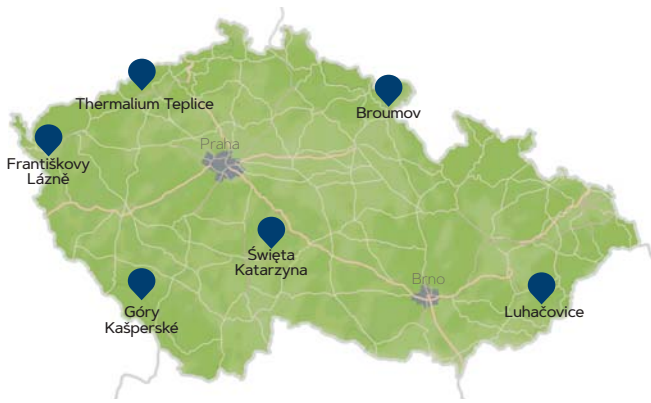 Thermalium Teplice
Broumov
Praha
Františkovy
Lázně
Święta
Katarzyna
Brno
Góry
Kašperské
Luhačovice